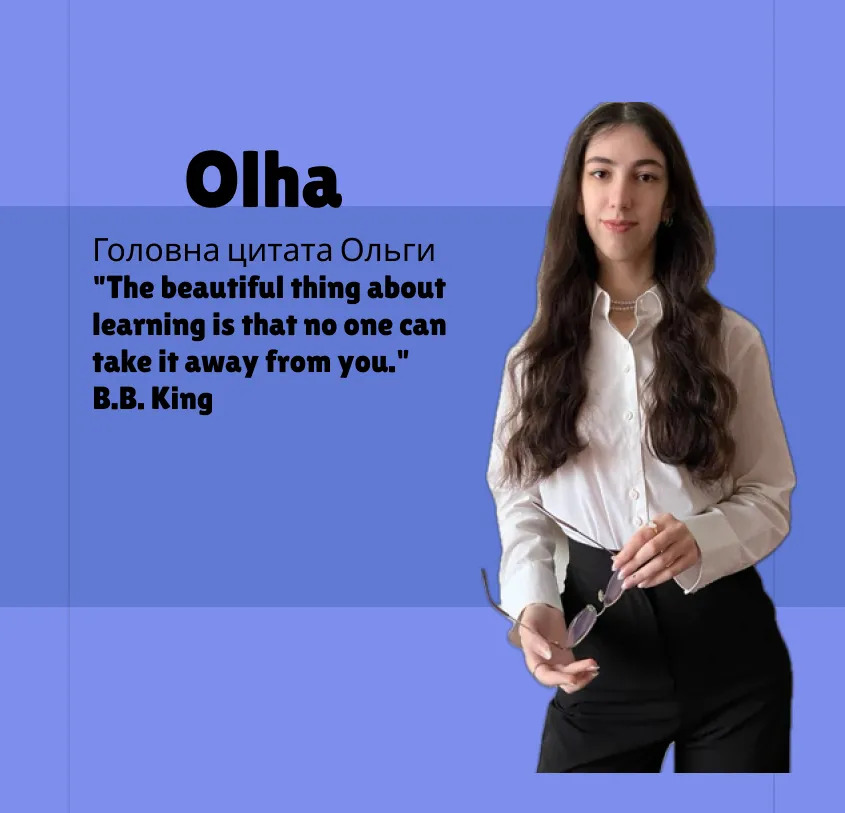 Olha
Головна цитата Ольги
"The beautiful thing about
learning is that no one can
take it away from you."
B.B. King